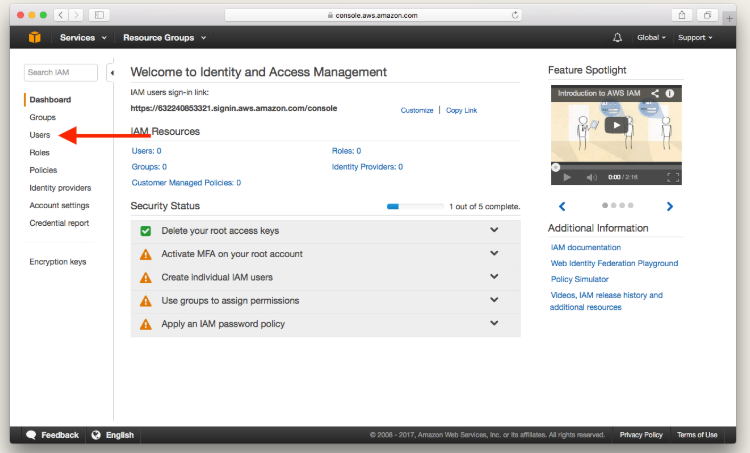 console.aws.amazon.com
Services Resource Groups Global Support
Search IAM
Dashboard
Groups
Users
Roles
Policies
Identity providers
Account settings
Credential report
Encryption keys
Welcome to Identity and Access Management
IAM users sign-in link:
https://632240853321.signin.aws.amazon.com/console Customize | Copy Link
IAM Resources
Users: 0 Roles: 0
Groups: 0 Identity Providers: 0
Customer Managed Policies: 0
Security Status 1 out of 5 complete.
Delete your root access keys
Activate MFA on your root account
Create individual IAM users
Use groups to assign permissions
Apply an IAM password policy
Feature Spotlight
Introduction to AWS IAM
0:00 / 2:16
Additional Information
IAM documentation
Web Identity Federation Playground
Policy Simulator
Videos, IAM release history and
additional resources
Feedback English © 2008 - 2017, Amazon Web Services, Inc. or its affiliates. All rights reserved. Privacy Policy Terms of Use